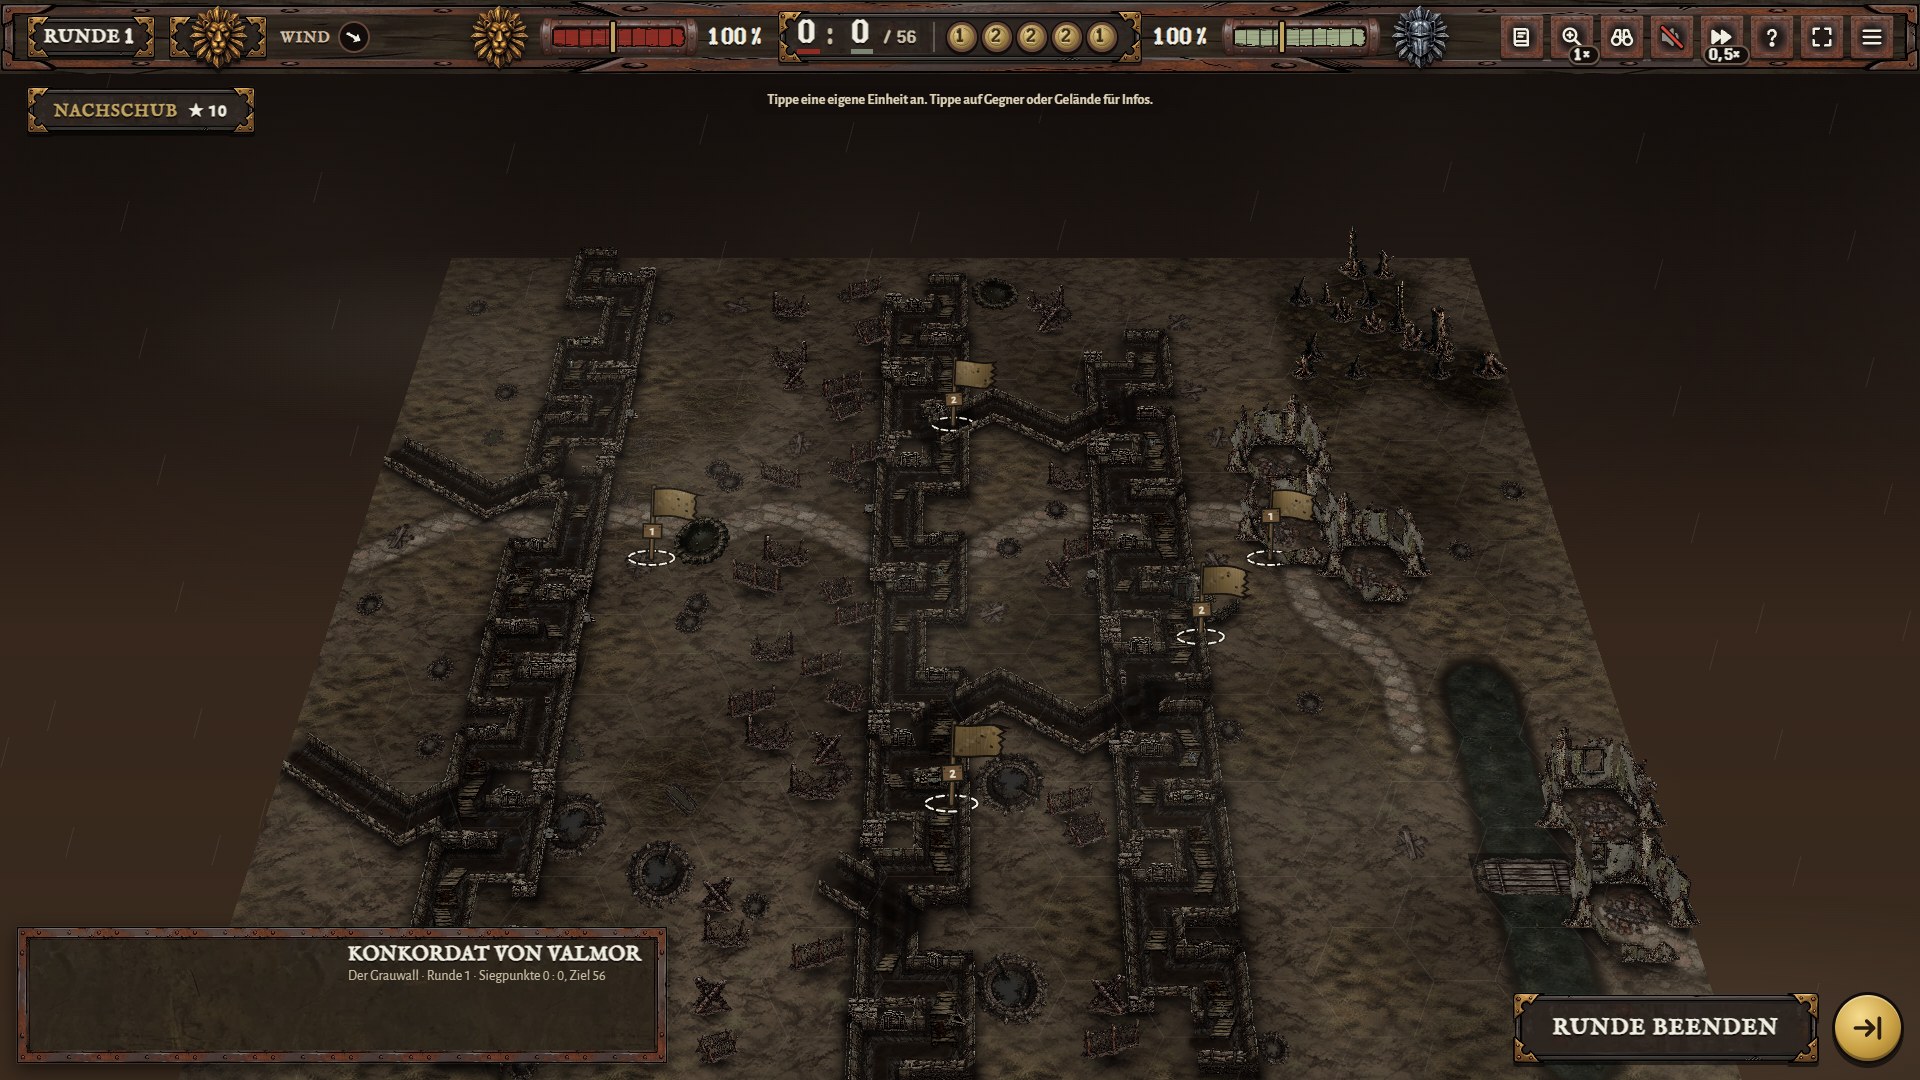 RUNDE 1
WIND
100 %
0 : 0 / 56
1 2 2 2 1
100 %
1×
0,5×
?
NACHSCHUB ★ 10
Tippe eine eigene Einheit an. Tippe auf Gegner oder Gelände für Infos.
2
1
1
2
2
KONKORDAT VON VALMOR
Der Grauwall · Runde 1 · Siegpunkte 0 : 0, Ziel 56
RUNDE BEENDEN